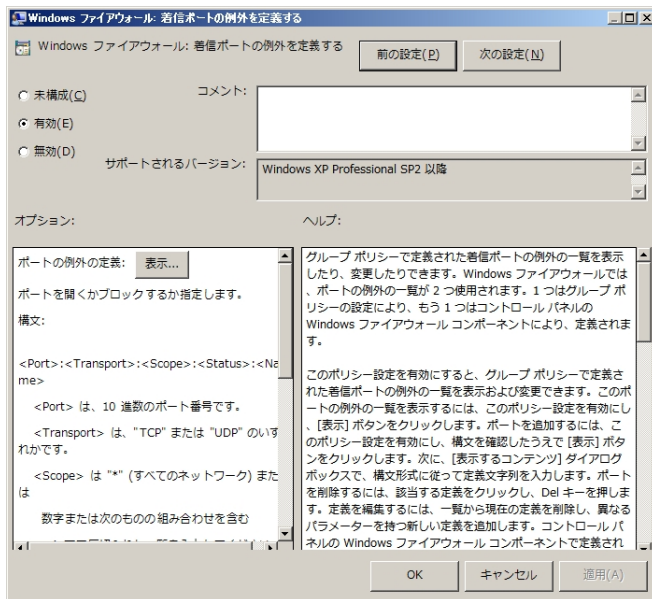 Windows ファイアウォール: 着信ポートの例外を定義する
Windows ファイアウォール: 着信ポートの例外を定義する
前の設定(P)
次の設定(N)
未構成(C)
有効(E)
無効(D)
コメント:
サポートされるバージョン:
Windows XP Professional SP2 以降
オプション:
ヘルプ:
ポートの例外の定義:
表示...
ポートを開くかブロックするか指定します。
構文:
<Port>:<Transport>:<Scope>:<Status>:<Na
me>
<Port> は、10 進数のポート番号です。
<Transport> は、"TCP" または "UDP" のいず
れかです。
<Scope> は "*" (すべてのネットワーク) また
は
数字または次のものの組み合わせを含む
グループ ポリシーで定義された着信ポートの例外の一覧を表示
したり、変更したりできます。Windows ファイアウォールでは
、ポートの例外の一覧が 2 つ使用されます。1 つはグループ ポ
リシーの設定により、もう 1 つはコントロール パネルの
Windows ファイアウォール コンポーネントにより、定義されま
す。
このポリシー設定を有効にすると、グループ ポリシーで定義さ
れた着信ポートの例外の一覧を表示および変更できます。このポ
ートの例外の一覧を表示するには、このポリシー設定を有効にし
、[表示] ボタンをクリックします。ポートを追加するには、こ
のポリシー設定を有効にし、構文を確認したうえで [表示] ボタ
ンをクリックします。次に、[表示するコンテンツ] ダイアログ
ボックスで、構文形式に従って定義文字列を入力します。ポート
を削除するには、該当する定義をクリックし、Del キーを押しま
す。定義を編集するには、一覧から現在の定義を削除し、異なる
パラメーターを持つ新しい定義を追加します。コントロール パ
ネルの Windows ファイアウォール コンポーネントで定義され
OK
キャンセル
適用(A)